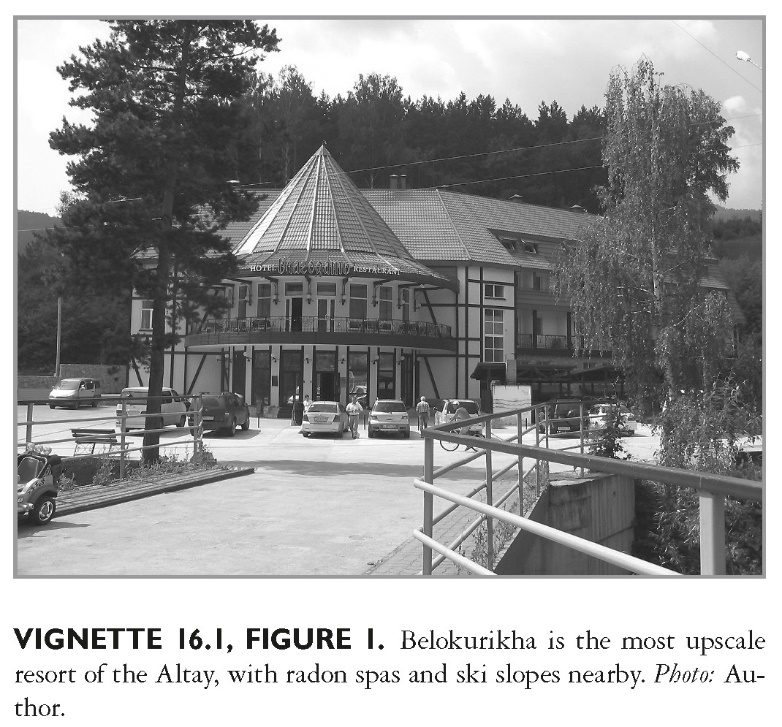 HOTEL RESTAURANT
VIGNETTE 16.1, FIGURE 1. Belokurikha is the most upscale
resort of the Altay, with radon spas and ski slopes nearby. Photo: Au-
thor.